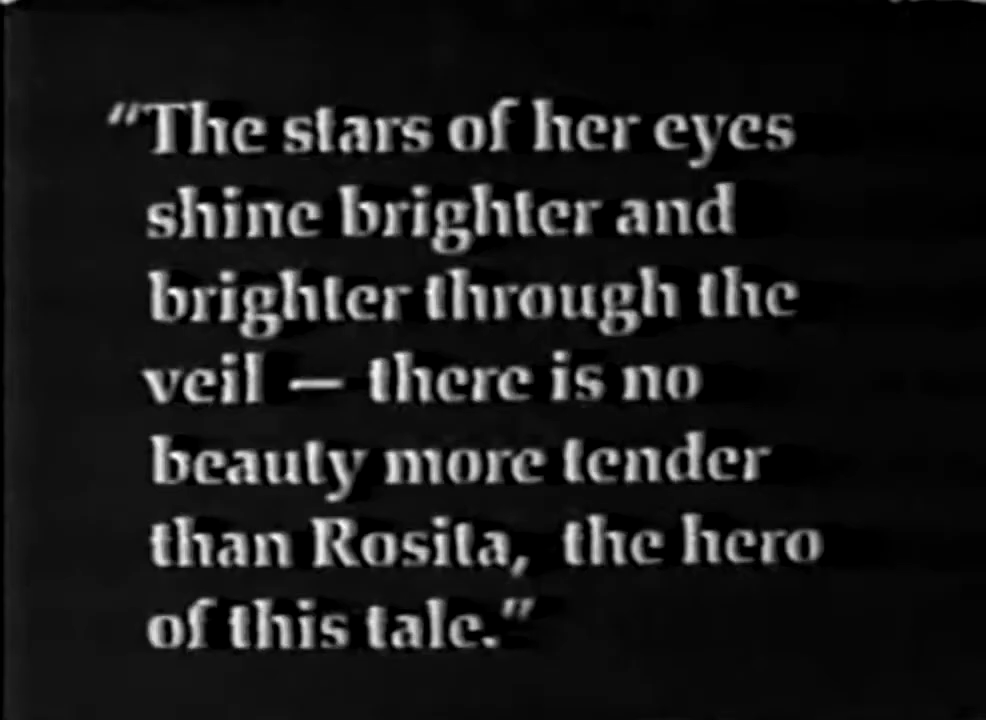 “The stars of her eyes
shine brighter and
brighter through the
veil — there is no
beauty more tender
than Rosita, the hero
of this tale.”